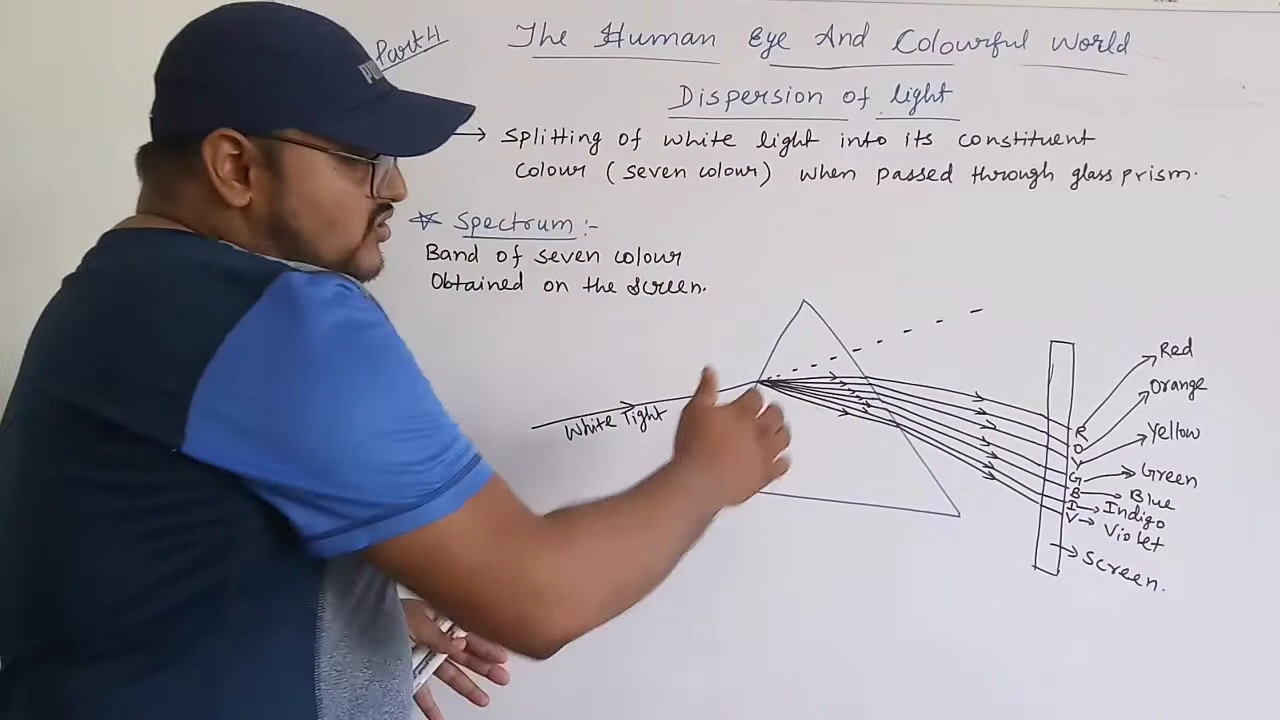 Part 4
The Human Eye And Colourful World
Dispersion of light
→ Splitting of white light into its constituent
colour (seven colour) when passed through glass prism.
☆ Spectrum :-
Band of seven colour
Obtained on the screen.
White light
R → Red
O → Orange
Y → Yellow
G → Green
B → Blue
I → Indigo
V → Violet
→ Screen.